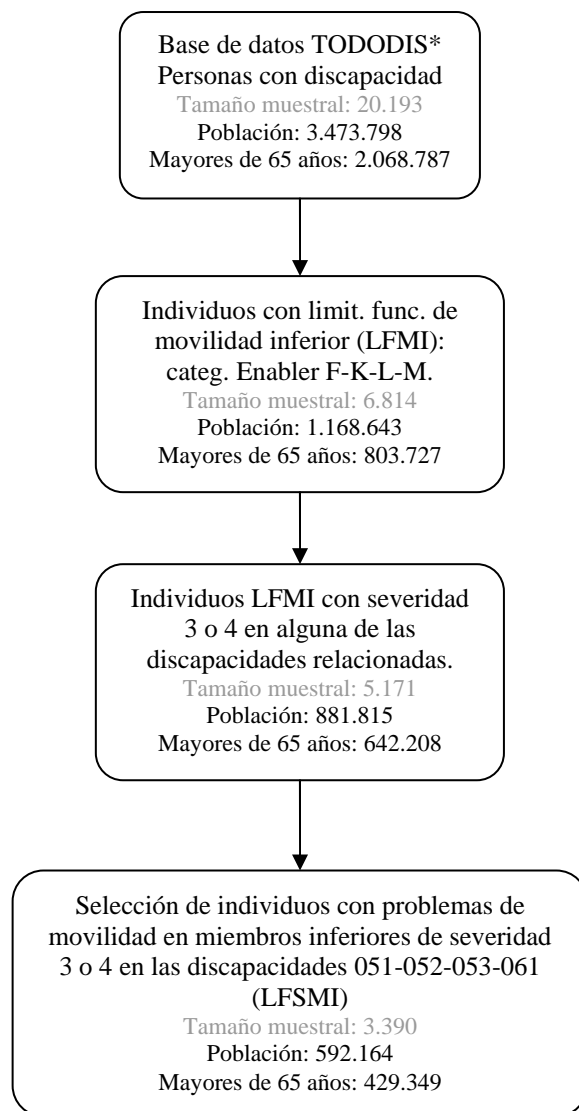 Base de datos TODODIS*
Personas con discapacidad
Tamaño muestral: 20.193
Población: 3.473.798
Mayores de 65 años: 2.068.787
Individuos con limit. func. de
movilidad inferior (LFMI):
categ. Enabler F-K-L-M.
Tamaño muestral: 6.814
Población: 1.168.643
Mayores de 65 años: 803.727
Individuos LFMI con severidad
3 o 4 en alguna de las
discapacidades relacionadas.
Tamaño muestral: 5.171
Población: 881.815
Mayores de 65 años: 642.208
Selección de individuos con problemas de
movilidad en miembros inferiores de severidad
3 o 4 en las discapacidades 051-052-053-061
(LFSMI)
Tamaño muestral: 3.390
Población: 592.164
Mayores de 65 años: 429.349